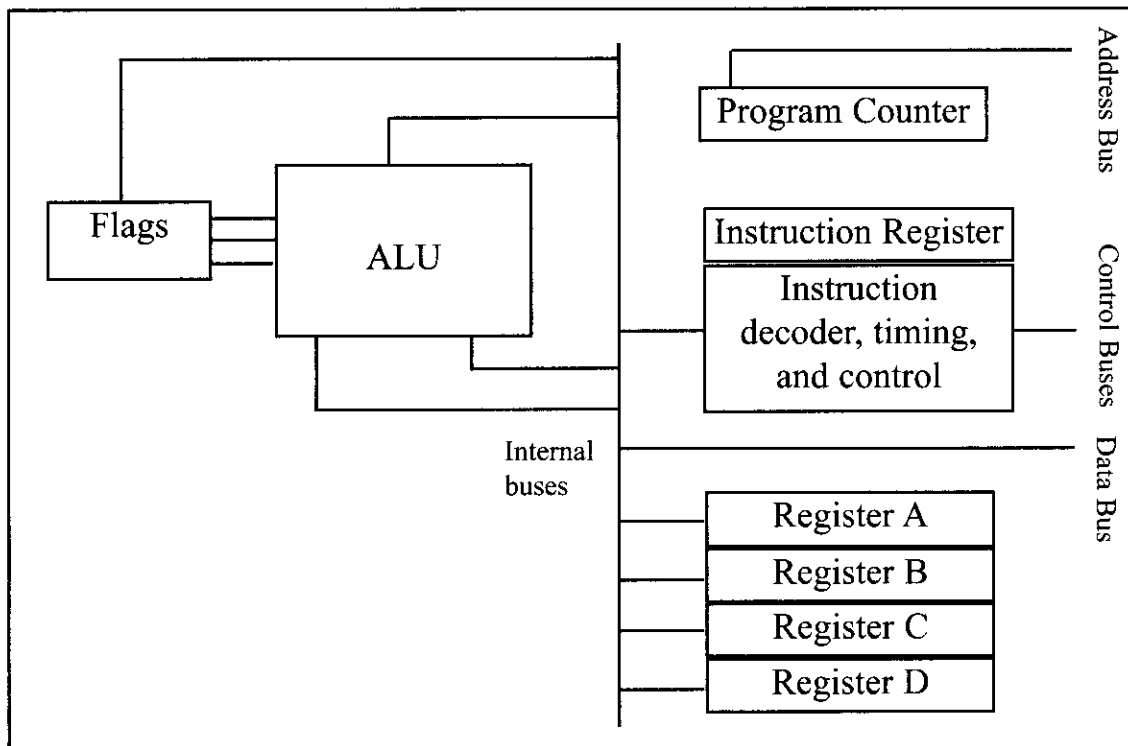 Program Counter
Address Bus
Flags
ALU
Instruction Register
Instruction
decoder, timing,
and control
Control Buses
Internal
buses
Data Bus
Register A
Register B
Register C
Register D